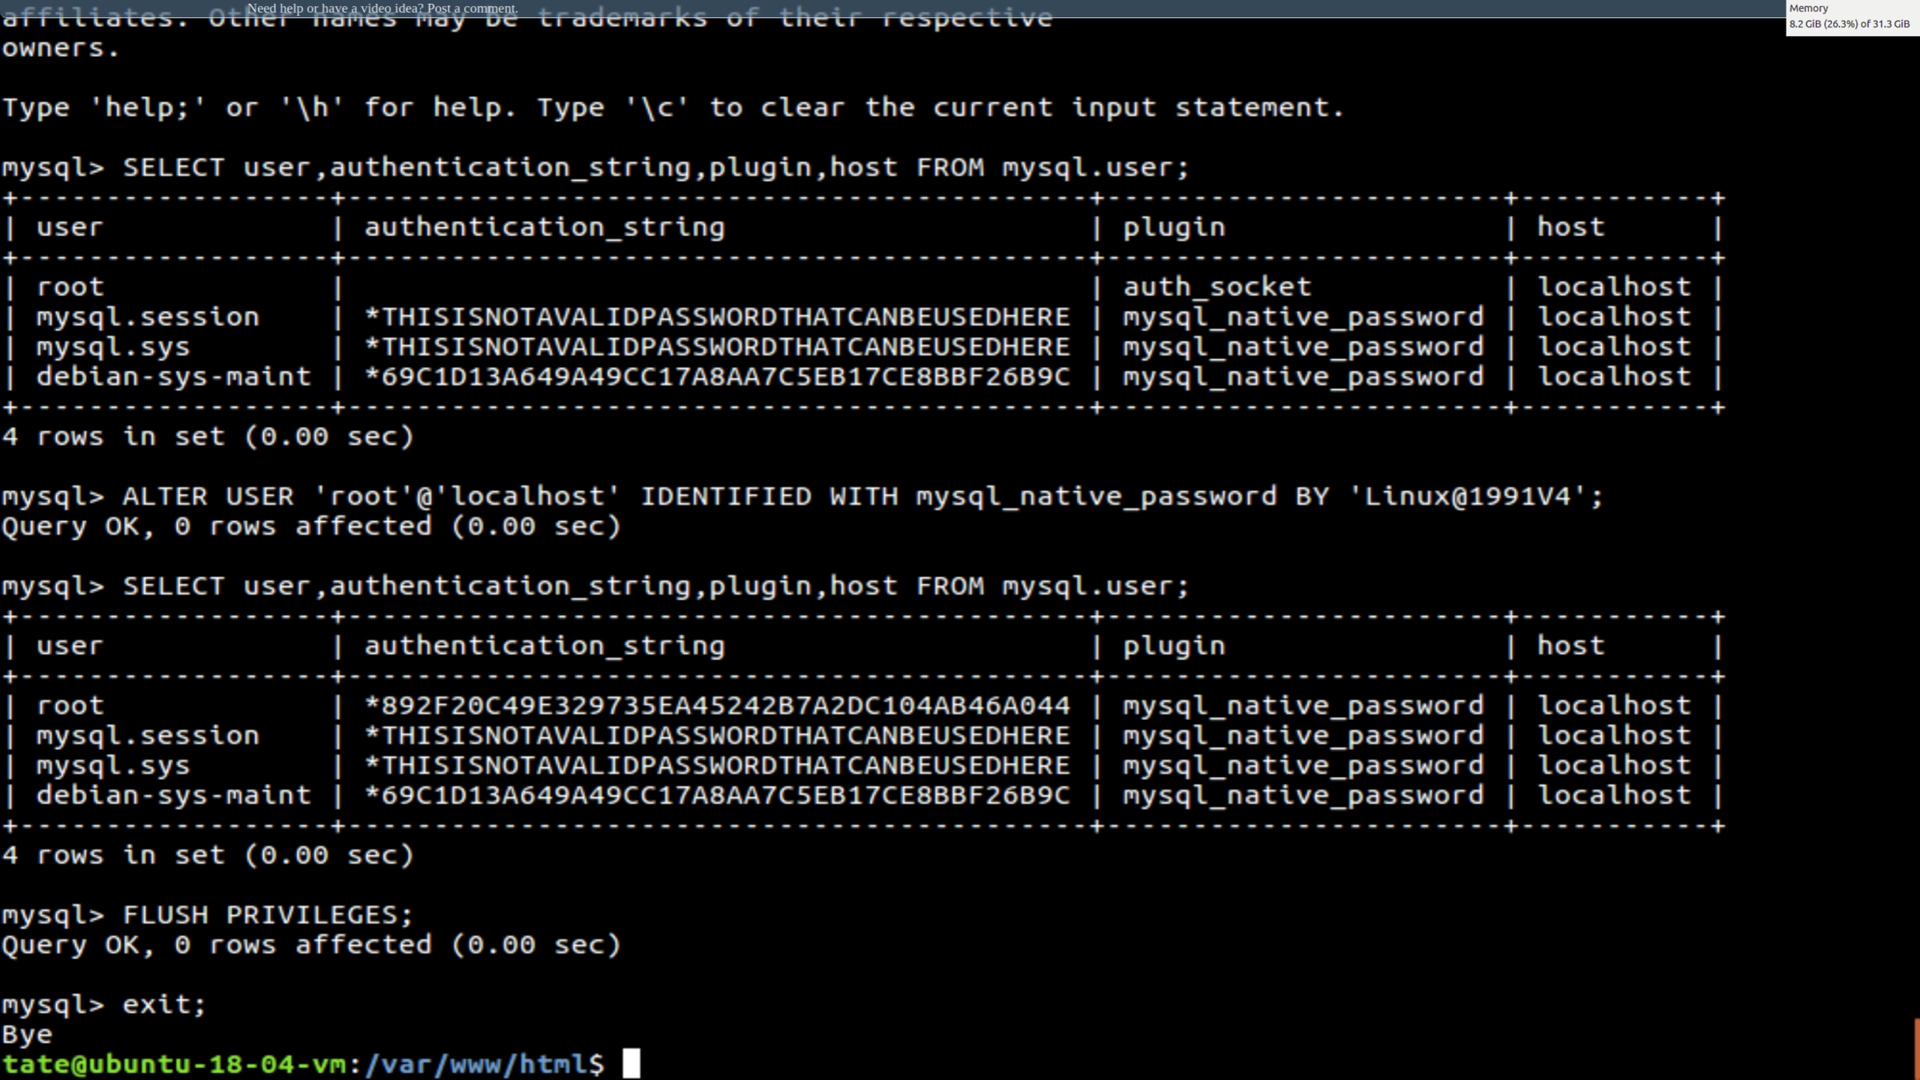 Need help or have a video idea? Post a comment.
Memory
8.2 GiB (26.3%) of 31.3 GiB
affiliates. Other names may be trademarks of their respective
owners.
Type 'help;' or '\h' for help. Type '\c' to clear the current input statement.
mysql> SELECT user,authentication_string,plugin,host FROM mysql.user;
+------------------+-------------------------------------------+-----------------------+-----------+
| user             | authentication_string                     | plugin                | host      |
+------------------+-------------------------------------------+-----------------------+-----------+
| root             |                                           | auth_socket           | localhost |
| mysql.session    | *THISISNOTAVALIDPASSWORDTHATCANBEUSEDHERE | mysql_native_password | localhost |
| mysql.sys        | *THISISNOTAVALIDPASSWORDTHATCANBEUSEDHERE | mysql_native_password | localhost |
| debian-sys-maint | *69C1D13A649A49CC17A8AA7C5EB17CE8BBF26B9C | mysql_native_password | localhost |
+------------------+-------------------------------------------+-----------------------+-----------+
4 rows in set (0.00 sec)
mysql> ALTER USER 'root'@'localhost' IDENTIFIED WITH mysql_native_password BY 'Linux@1991V4';
Query OK, 0 rows affected (0.00 sec)
mysql> SELECT user,authentication_string,plugin,host FROM mysql.user;
+------------------+-------------------------------------------+-----------------------+-----------+
| user             | authentication_string                     | plugin                | host      |
+------------------+-------------------------------------------+-----------------------+-----------+
| root             | *892F20C49E329735EA45242B7A2DC104AB46A044 | mysql_native_password | localhost |
| mysql.session    | *THISISNOTAVALIDPASSWORDTHATCANBEUSEDHERE | mysql_native_password | localhost |
| mysql.sys        | *THISISNOTAVALIDPASSWORDTHATCANBEUSEDHERE | mysql_native_password | localhost |
| debian-sys-maint | *69C1D13A649A49CC17A8AA7C5EB17CE8BBF26B9C | mysql_native_password | localhost |
+------------------+-------------------------------------------+-----------------------+-----------+
4 rows in set (0.00 sec)
mysql> FLUSH PRIVILEGES;
Query OK, 0 rows affected (0.00 sec)
mysql> exit;
Bye
tate@ubuntu-18-04-vm:/var/www/html$